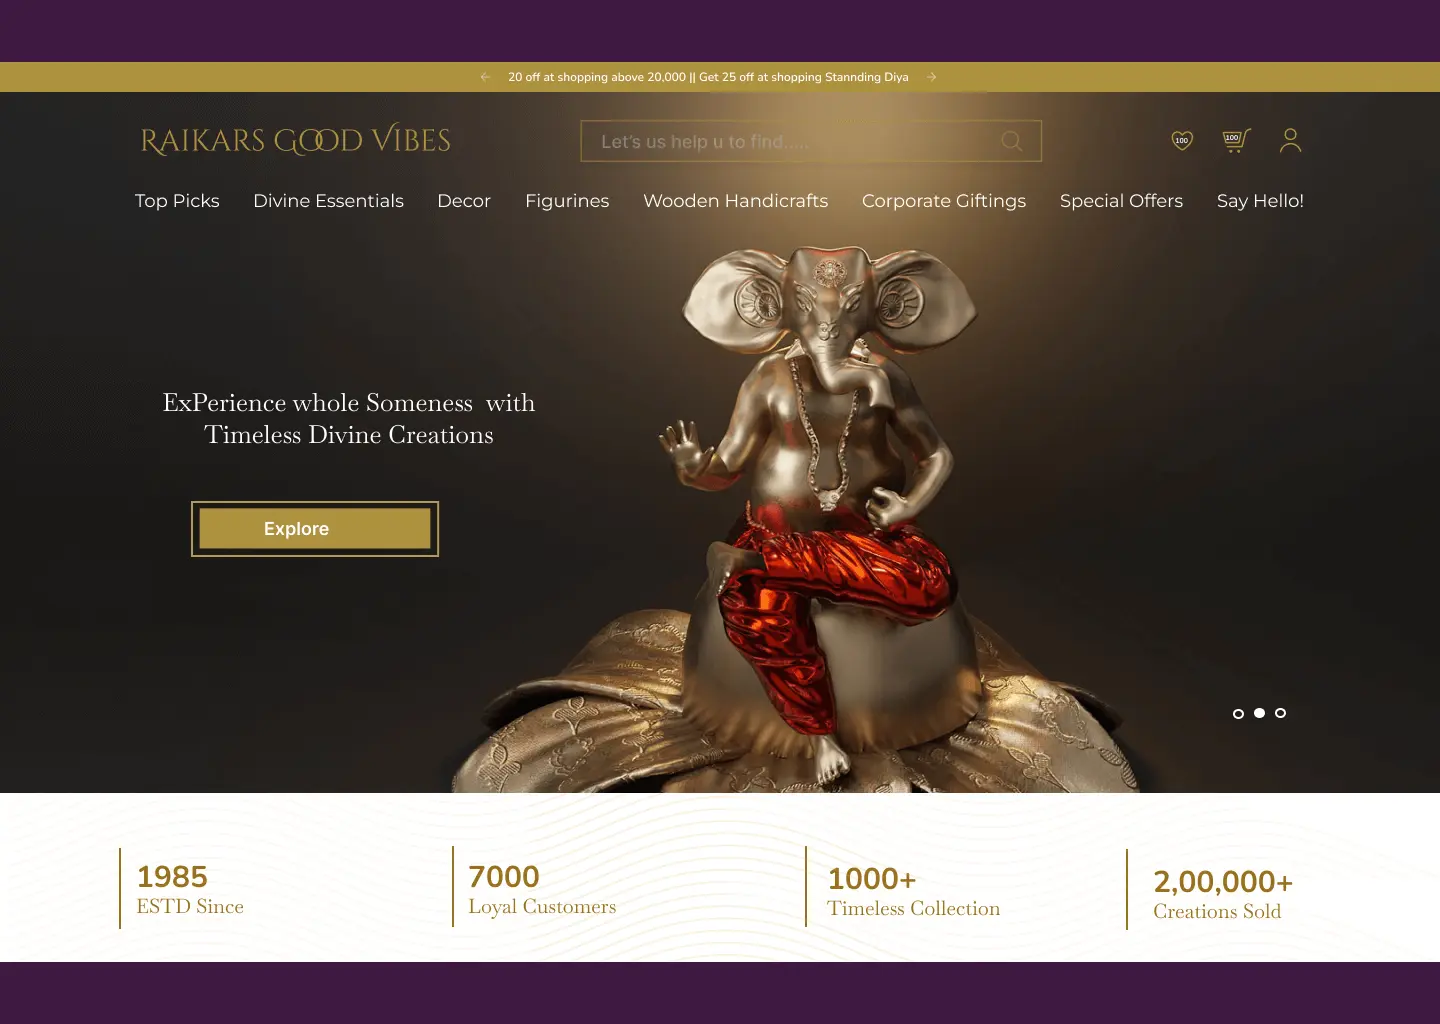 20 off at shopping above 20,000 || Get 25 off at shopping Stannding Diya
RAIKARS GOOD VIBES
Let's us help u to find.....
100
100
Top Picks Divine Essentials Decor Figurines Wooden Handicrafts Corporate Giftings Special Offers Say Hello!
ExPerience whole Someness with
Timeless Divine Creations
Explore
1985
ESTD Since
7000
Loyal Customers
1000+
Timeless Collection
2,00,000+
Creations Sold